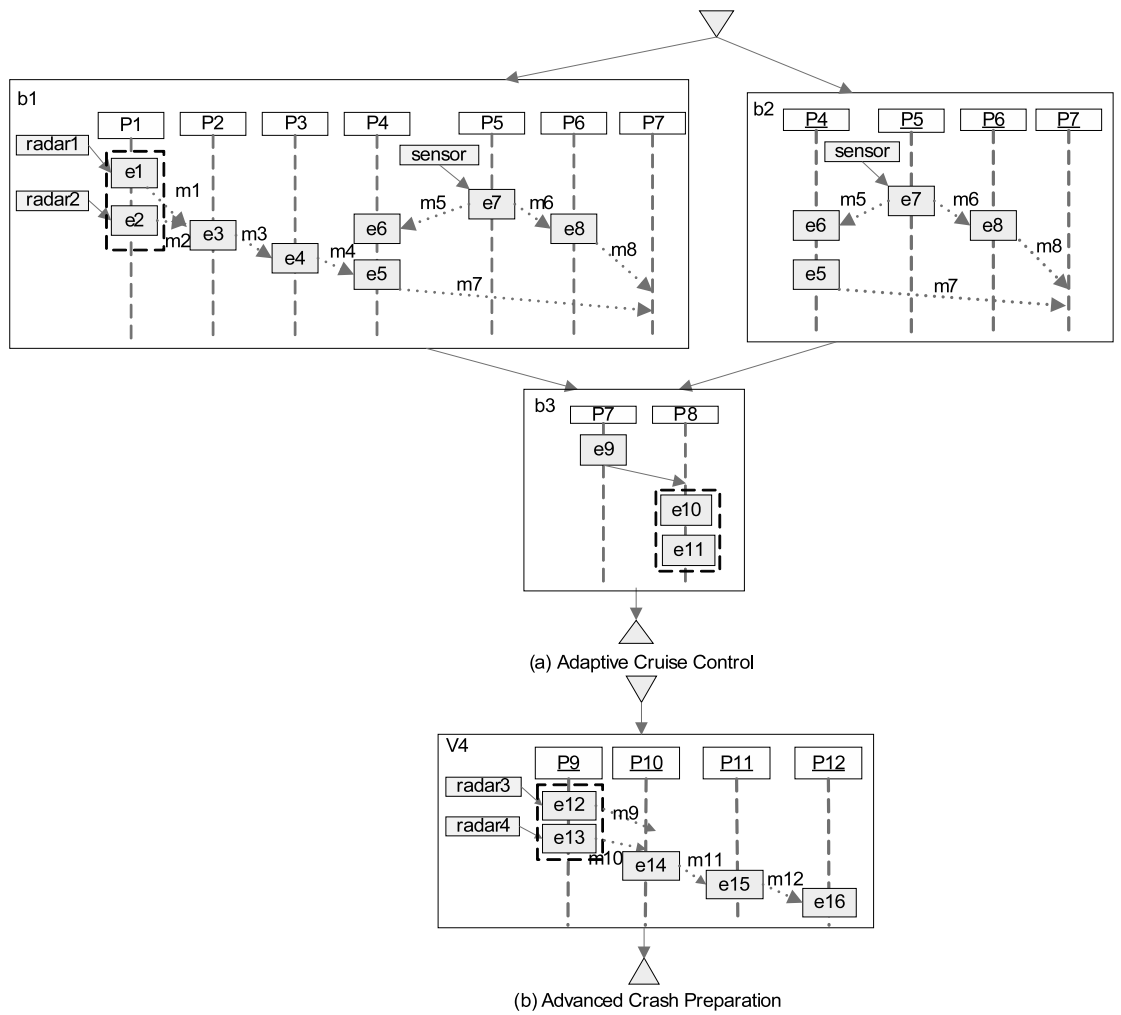 b1
P1 P2 P3 P4 P5 P6 P7
radar1
sensor
e1
radar2
m1
e7
m5
m6
e2
e3
m2
m3
e6
e8
e4
m4
m8
e5
m7
b2
P4 P5 P6 P7
sensor
e7
m5
m6
e6
e8
m8
e5
m7
b3
P7 P8
e9
e10
e11
(a) Adaptive Cruise Control
V4
P9 P10 P11 P12
radar3
e12
m9
radar4
e13
m10
e14
m11
e15
m12
e16
(b) Advanced Crash Preparation